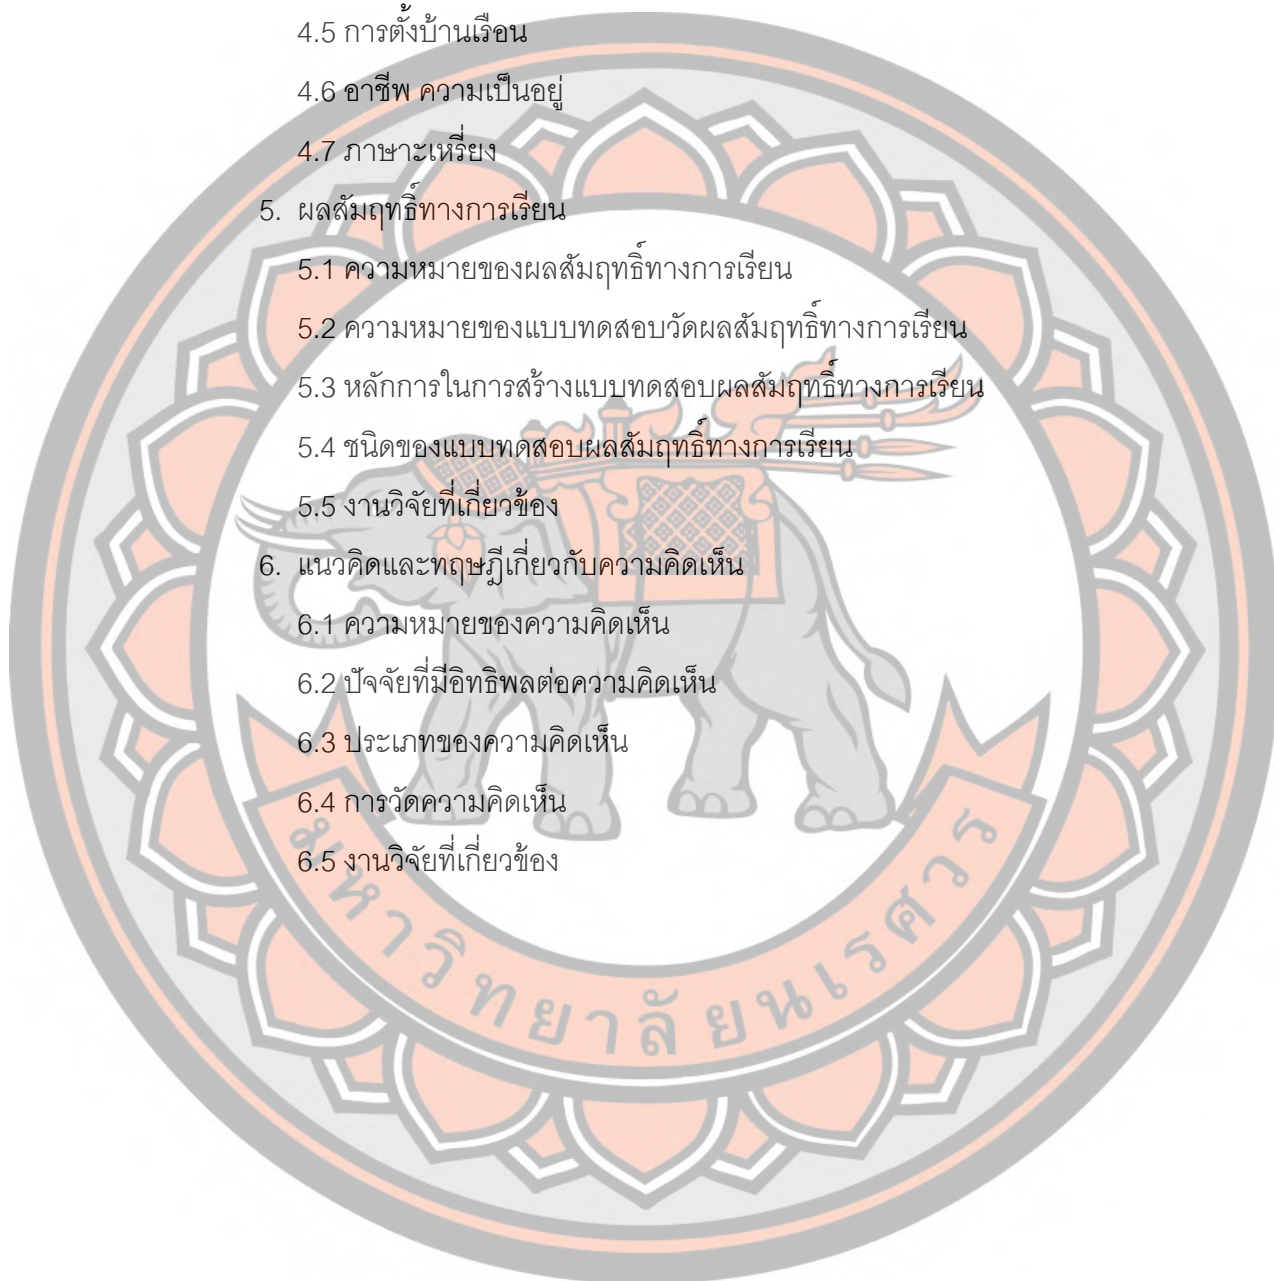 4.5 การตั้งบ้านเรือน
4.6 อาชีพ ความเป็นอยู่
4.7 ภาษาะเหรี่ยง
5. ผลสัมฤทธิ์ทางการเรียน
5.1 ความหมายของผลสัมฤทธิ์ทางการเรียน
5.2 ความหมายของแบบทดสอบวัดผลสัมฤทธิ์ทางการเรียน
5.3 หลักการในการสร้างแบบทดสอบผลสัมฤทธิ์ทางการเรียน
5.4 ชนิดของแบบทดสอบผลสัมฤทธิ์ทางการเรียน
5.5 งานวิจัยที่เกี่ยวข้อง
6. แนวคิดและทฤษฎีเกี่ยวกับความคิดเห็น
6.1 ความหมายของความคิดเห็น
6.2 ปัจจัยที่มีอิทธิพลต่อความคิดเห็น
6.3 ประเภทของความคิดเห็น
6.4 การวัดความคิดเห็น
6.5 งานวิจัยที่เกี่ยวข้อง
มหาวิทยาลัยนเรศวร